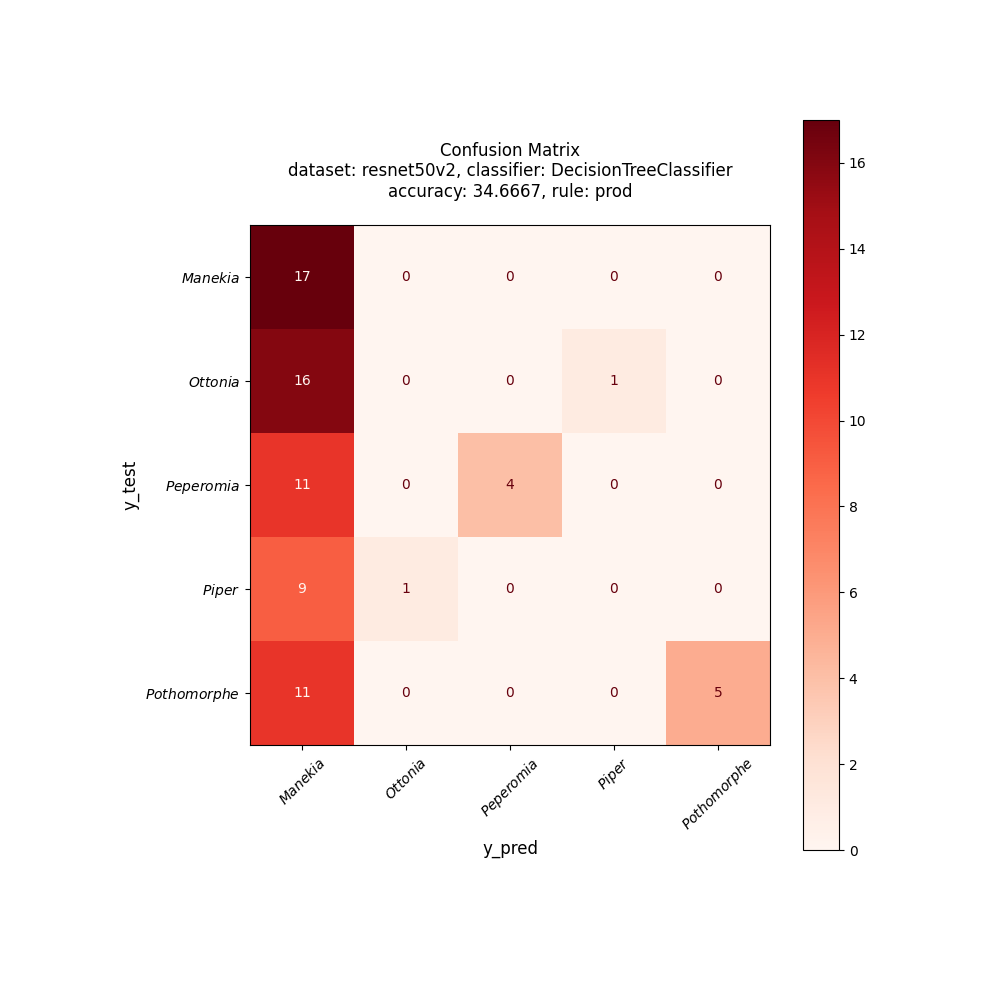 Confusion Matrix
dataset: resnet50v2, classifier: DecisionTreeClassifier
accuracy: 34.6667, rule: prod
Manekia 17 0 0 0 0
Ottonia 16 0 0 1 0
Peperomia 11 0 4 0 0
Piper 9 1 0 0 0
Pothomorphe 11 0 0 0 5
y_test
Manekia Ottonia Peperomia Piper Pothomorphe
y_pred
16
14
12
10
8
6
4
2
0